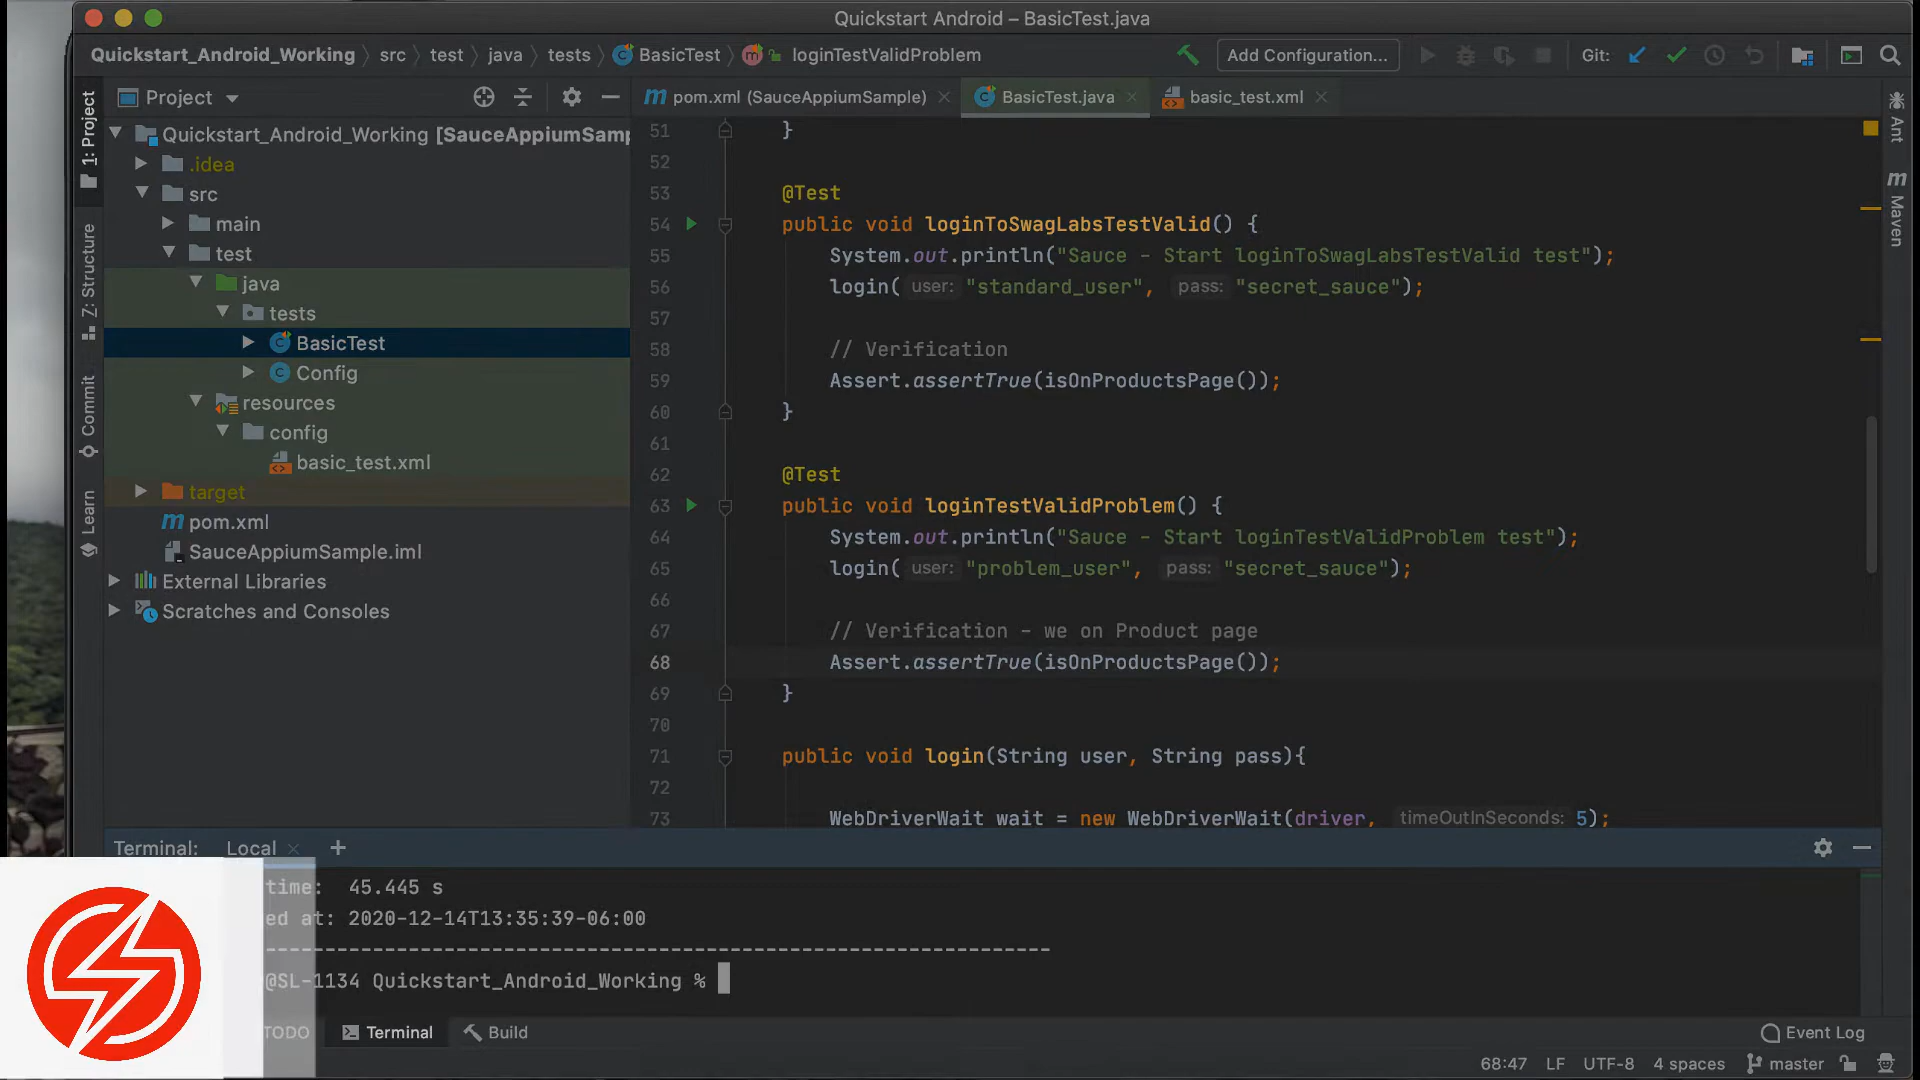 Quickstart Android – BasicTest.java
Quickstart_Android_Working src test java tests BasicTest m loginTestValidProblem Add Configuration... Git:
Project
pom.xml (SauceAppiumSample) BasicTest.java basic_test.xml
1: Project
Z: Structure
Commit
Learn
Quickstart_Android_Working [SauceAppiumSamp
.idea
src
main
test
java
tests
BasicTest
Config
resources
config
basic_test.xml
target
pom.xml
SauceAppiumSample.iml
External Libraries
Scratches and Consoles
51 }
52
53 @Test
54 public void loginToSwagLabsTestValid() {
55 System.out.println("Sauce - Start loginToSwagLabsTestValid test");
56 login( user: "standard_user", pass: "secret_sauce");
57
58 // Verification
59 Assert.assertTrue(isOnProductsPage());
60 }
61
62 @Test
63 public void loginTestValidProblem() {
64 System.out.println("Sauce - Start loginTestValidProblem test");
65 login( user: "problem_user", pass: "secret_sauce");
66
67 // Verification - we on Product page
68 Assert.assertTrue(isOnProductsPage());
69 }
70
71 public void login(String user, String pass){
72
73 WebDriverWait wait = new WebDriverWait(driver, timeOutInSeconds: 5);
Ant
m Maven
Terminal: Local +
time: 45.445 s
ed at: 2020-12-14T13:35:39-06:00
------------------------------------------------------------------
@SL-1134 Quickstart_Android_Working %
TODO Terminal Build Event Log
68:47 LF UTF-8 4 spaces master